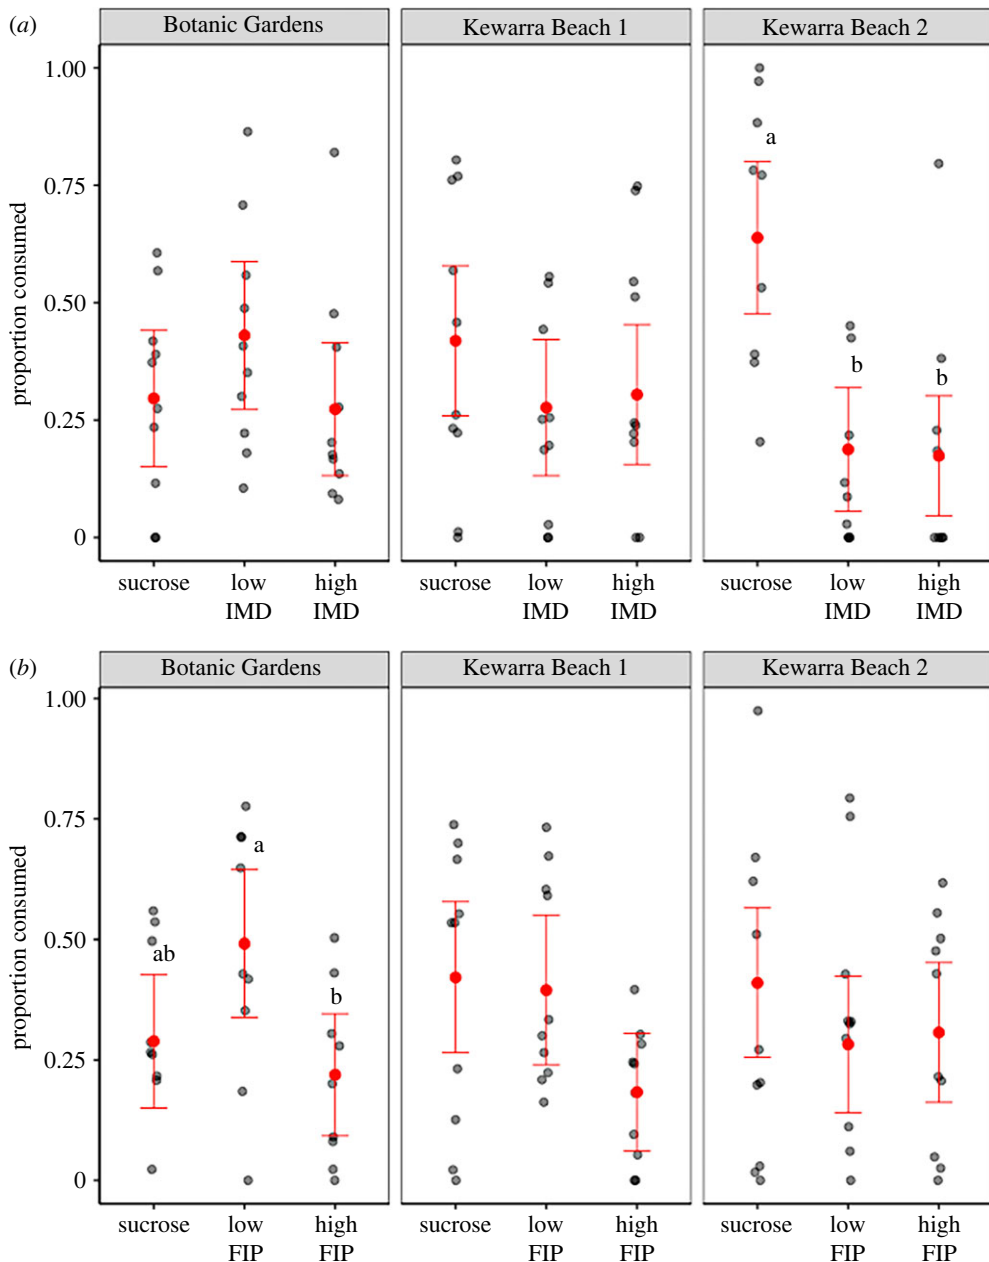 (a)
Botanic Gardens Kewarra Beach 1 Kewarra Beach 2
1.00
0.75
0.50
0.25
0
proportion consumed
a
b
b
sucrose low high sucrose low high sucrose low high
IMD IMD IMD IMD IMD IMD
(b)
Botanic Gardens Kewarra Beach 1 Kewarra Beach 2
1.00
0.75
0.50
0.25
0
proportion consumed
ab
a
b
sucrose low high sucrose low high sucrose low high
FIP FIP FIP FIP FIP FIP